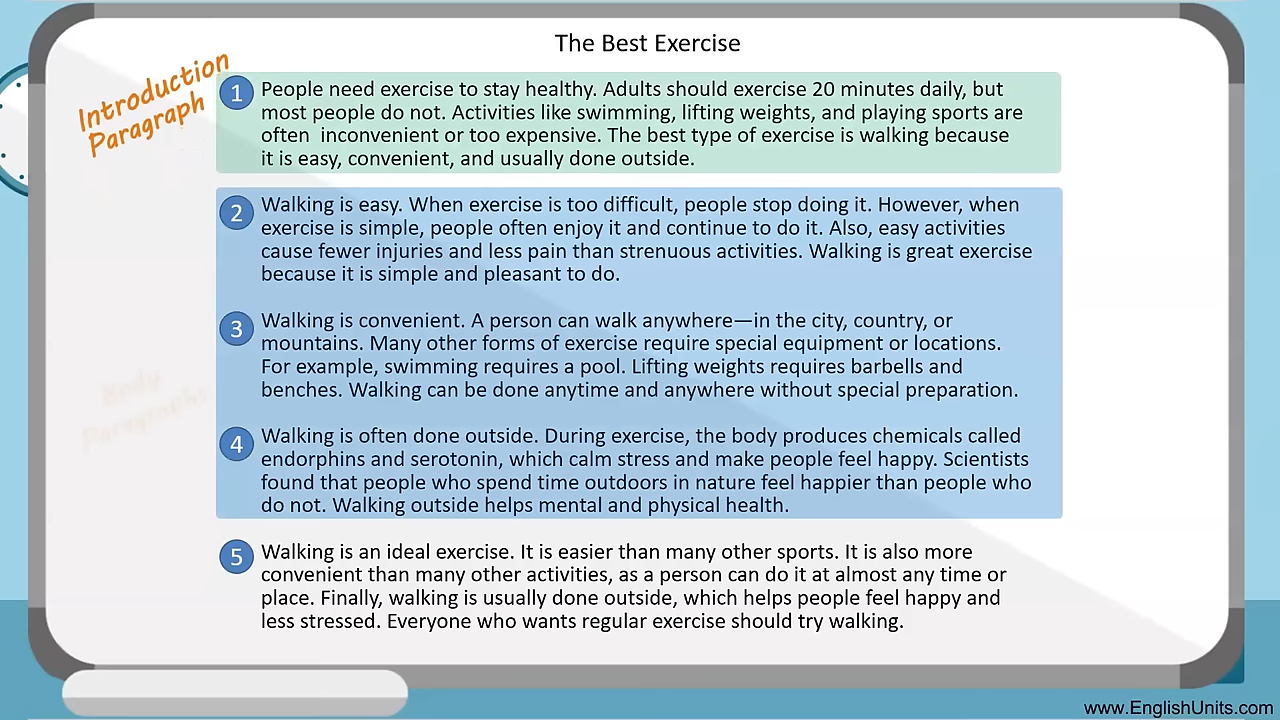 The Best Exercise
Introduction
Paragraph
1
People need exercise to stay healthy. Adults should exercise 20 minutes daily, but
most people do not. Activities like swimming, lifting weights, and playing sports are
often  inconvenient or too expensive. The best type of exercise is walking because
it is easy, convenient, and usually done outside.
2
Walking is easy. When exercise is too difficult, people stop doing it. However, when
exercise is simple, people often enjoy it and continue to do it. Also, easy activities
cause fewer injuries and less pain than strenuous activities. Walking is great exercise
because it is simple and pleasant to do.
Body
Paragraphs
3
Walking is convenient. A person can walk anywhere—in the city, country, or
mountains. Many other forms of exercise require special equipment or locations.
For example, swimming requires a pool. Lifting weights requires barbells and
benches. Walking can be done anytime and anywhere without special preparation.
4
Walking is often done outside. During exercise, the body produces chemicals called
endorphins and serotonin, which calm stress and make people feel happy. Scientists
found that people who spend time outdoors in nature feel happier than people who
do not. Walking outside helps mental and physical health.
5
Walking is an ideal exercise. It is easier than many other sports. It is also more
convenient than many other activities, as a person can do it at almost any time or
place. Finally, walking is usually done outside, which helps people feel happy and
less stressed. Everyone who wants regular exercise should try walking.
www.EnglishUnits.com